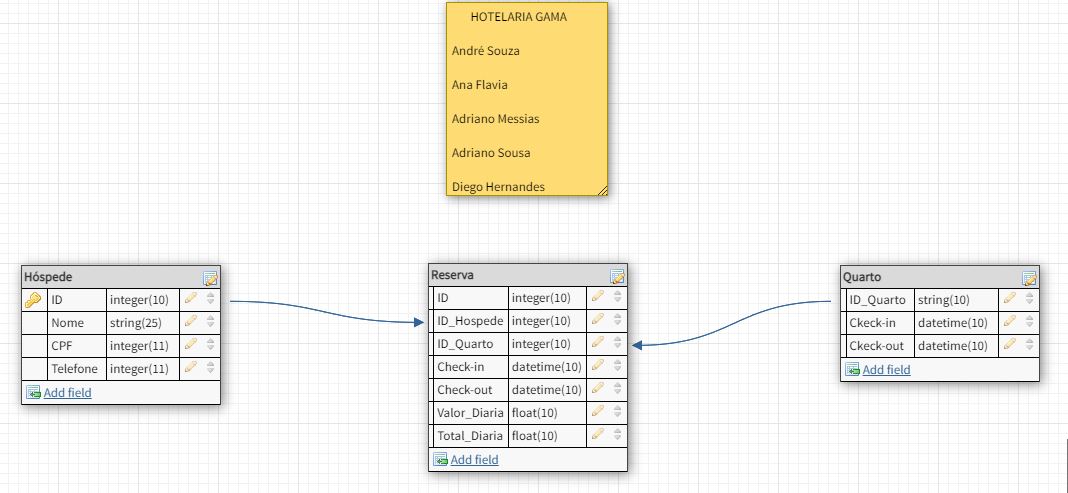 HOTELARIA GAMA
André Souza
Ana Flavia
Adriano Messias
Adriano Sousa
Diego Hernandes
Hóspede
ID integer(10)
Nome string(25)
CPF integer(11)
Telefone integer(11)
Add field
Reserva
ID integer(10)
ID_Hospede integer(10)
ID_Quarto integer(10)
Check-in datetime(10)
Check-out datetime(10)
Valor_Diaria float(10)
Total_Diaria float(10)
Add field
Quarto
ID_Quarto string(10)
Ckeck-in datetime(10)
Ckeck-out datetime(10)
Add field